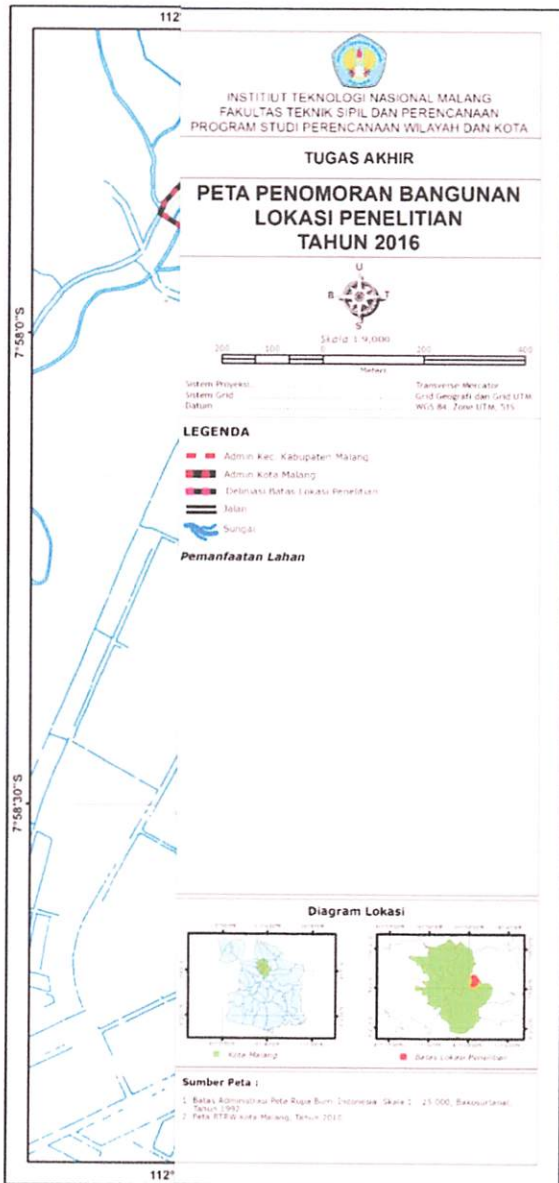 112°
7°58'0"S
7°58'30"S
112°
INSTITIUT TEKNOLOGI NASIONAL MALANG
FAKULTAS TEKNIK SIPIL DAN PERENCANAAN
PROGRAM STUDI PERENCANAAN WILAYAH DAN KOTA
TUGAS AKHIR
PETA PENOMORAN BANGUNAN
LOKASI PENELITIAN
TAHUN 2016
U
B T
S
Skala 1:9,000
200 100 0 200 400
Meters
Sistem Proyeksi Transverse Mercator
Sistem Grid Grid Geografi dan Grid UTM
Datum WGS 84, Zone UTM,
LEGENDA
Admin Kec. Kabupaten Malang
Admin Kota Malang
Deliniasi Batas Lokasi Penelitian
Jalan
Sungai
Pemanfaatan Lahan
Diagram Lokasi
Kota Malang
Batas Lokasi Penelitian
Sumber Peta :
1. Batas Administrasi Peta Rupa Bumi Indonesia. Skala 1 : 25.000, Bakosurtanal,
Tahun 1992
2. Peta RTRW Kota Malang, Tahun 2010